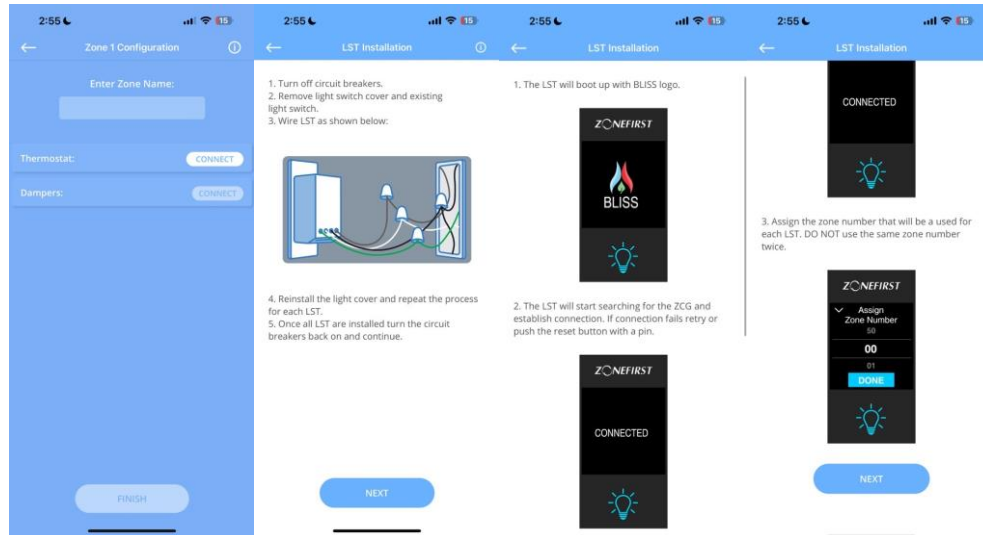 2:55
15
Zone 1 Configuration
Enter Zone Name:
Thermostat:
CONNECT
Dampers:
CONNECT
FINISH
2:55
15
LST Installation
1. Turn off circuit breakers.
2. Remove light switch cover and existing
light switch.
3. Wire LST as shown below:
4. Reinstall the light cover and repeat the process
for each LST.
5. Once all LST are installed turn the circuit
breakers back on and continue.
NEXT
2:55
15
LST Installation
1. The LST will boot up with BLISS logo.
ZONEFIRST
BLISS
2. The LST will start searching for the ZCG and
establish connection. If connection fails retry or
push the reset button with a pin.
ZONEFIRST
CONNECTED
2:55
15
LST Installation
CONNECTED
3. Assign the zone number that will be a used for
each LST. DO NOT use the same zone number
twice.
ZONEFIRST
Assign
Zone Number
50
00
01
DONE
NEXT